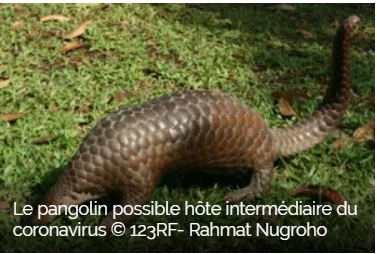 Le pangolin possible hôte intermédiaire du
coronavirus © 123RF- Rahmat Nugroho